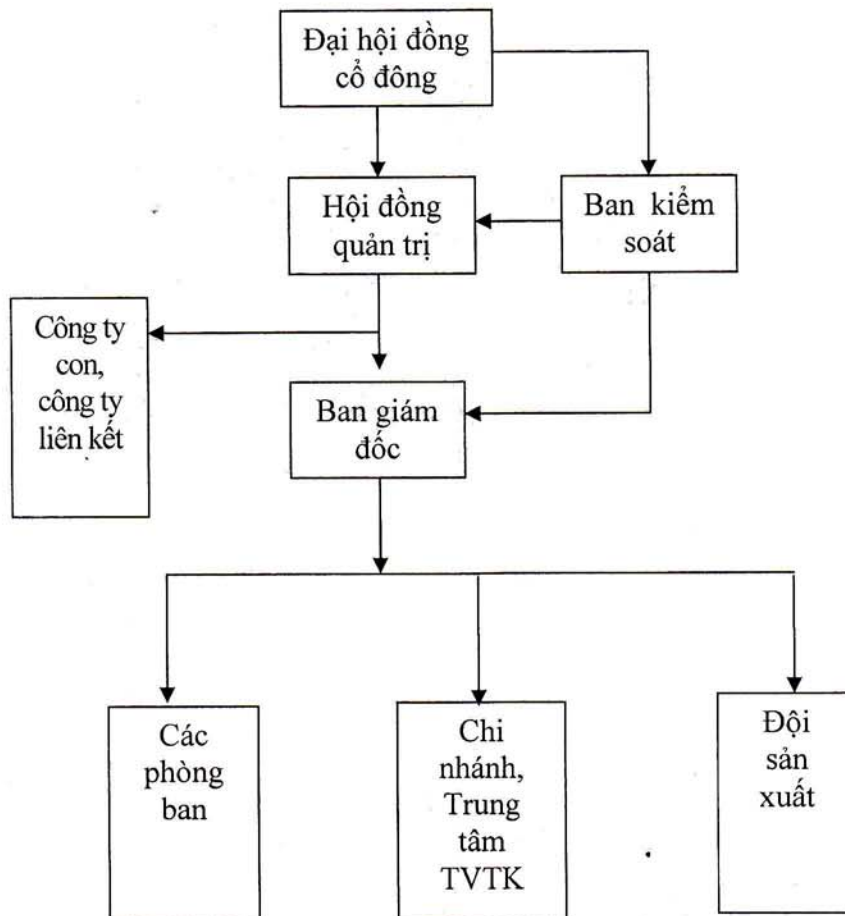 Đại hội đồng
cổ đông
Hội đồng
quản trị
Ban kiểm
soát
Công ty
con,
công ty
liên kết
Ban giám
đốc
Các
phòng
ban
Chi
nhánh,
Trung
tâm
TVTK
Đội
sản
xuất